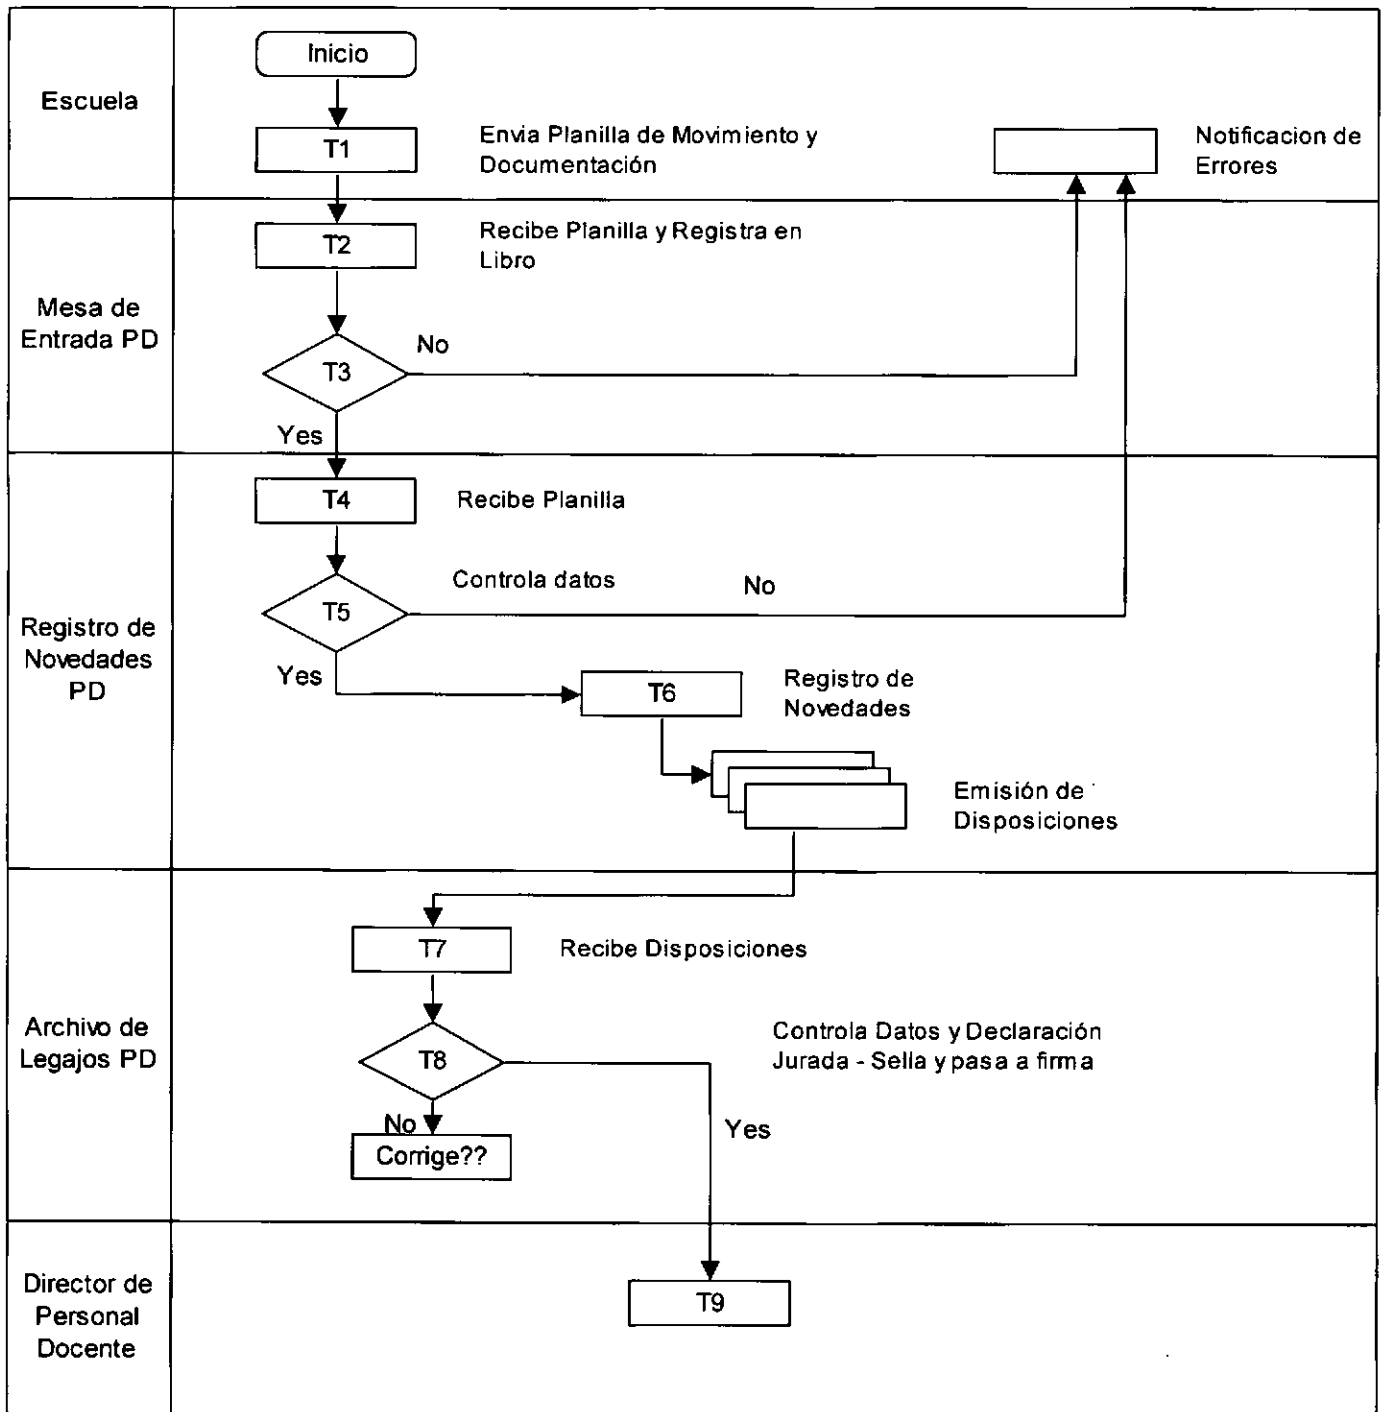 Escuela
Inicio
T1
Envia Planilla de Movimiento y
Documentación
Notificacion de
Errores
Mesa de
Entrada PD
T2
Recibe Planilla y Registra en
Libro
T3
No
Yes
Registro de
Novedades
PD
T4
Recibe Planilla
T5
Controla datos
No
Yes
T6
Registro de
Novedades
Emisión de
Disposiciones
Archivo de
Legajos PD
T7
Recibe Disposiciones
T8
Controla Datos y Declaración
Jurada - Sella y pasa a firma
No
Yes
Corrige??
Director de
Personal
Docente
T9